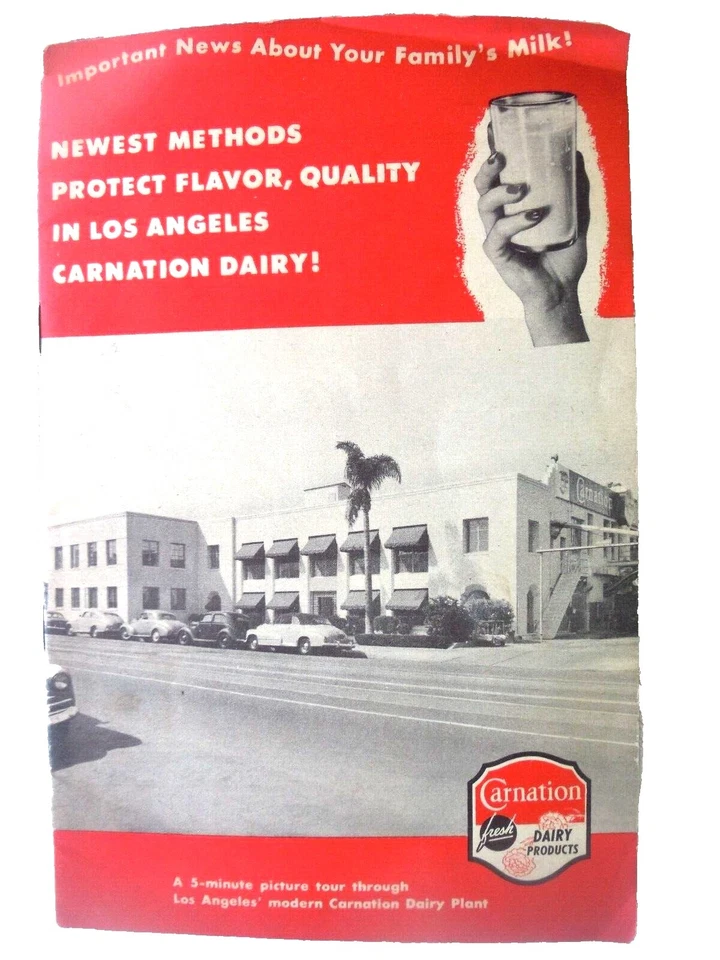 Important News About Your Family's Milk!
NEWEST METHODS
PROTECT FLAVOR, QUALITY
IN LOS ANGELES
CARNATION DAIRY!
Carnation
Carnation
fresh
DAIRY
PRODUCTS
A 5-minute picture tour through
Los Angeles' modern Carnation Dairy Plant